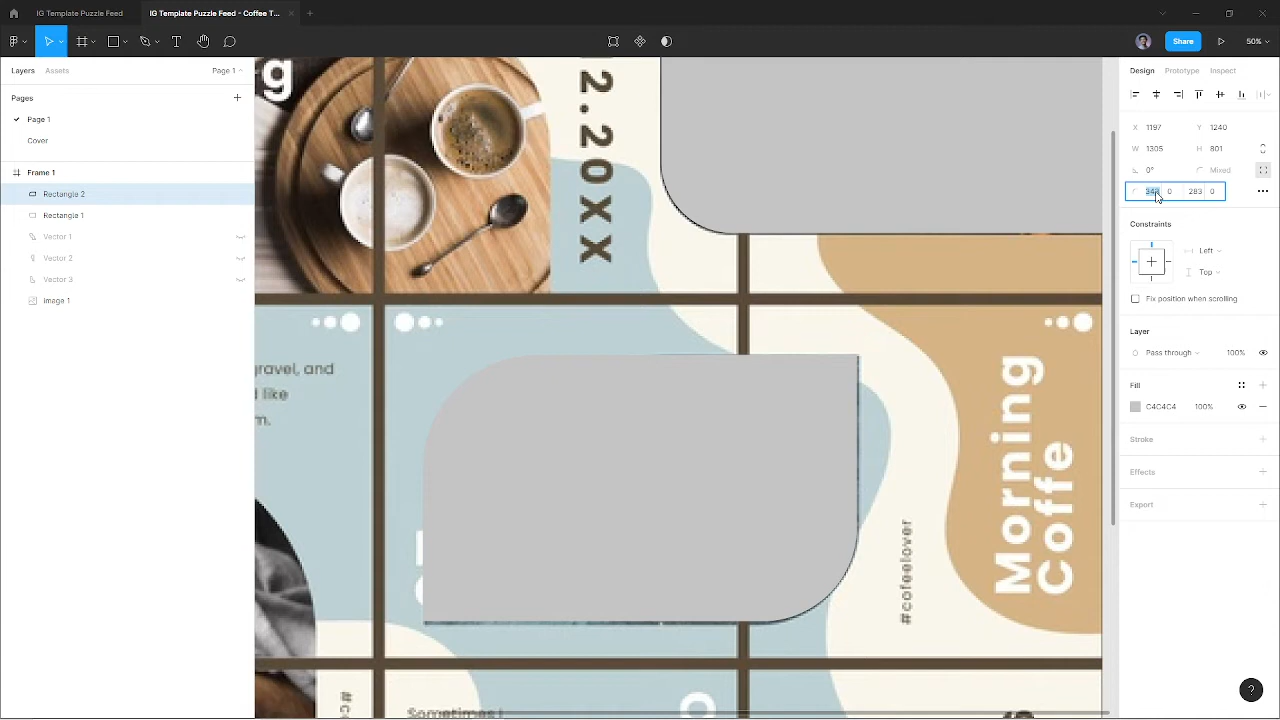 IG Template Puzzle Feed
IG Template Puzzle Feed - Coffee T...
Share
50%
Layers
Assets
Page 1
Pages
Page 1
Cover
Frame 1
Rectangle 2
Rectangle 1
Vector 1
Vector 2
Vector 3
image 1
g
2.20XX
gravel, and
like
m.
Morning
Coffe
#cofeelover
#c
Sometimes I
Design
Prototype
Inspect
X 1197
Y 1240
W 1305
H 801
0°
Mixed
0
283
0
Constraints
Left
Top
Fix position when scrolling
Layer
Pass through
100%
Fill
C4C4C4
100%
Stroke
Effects
Export
?